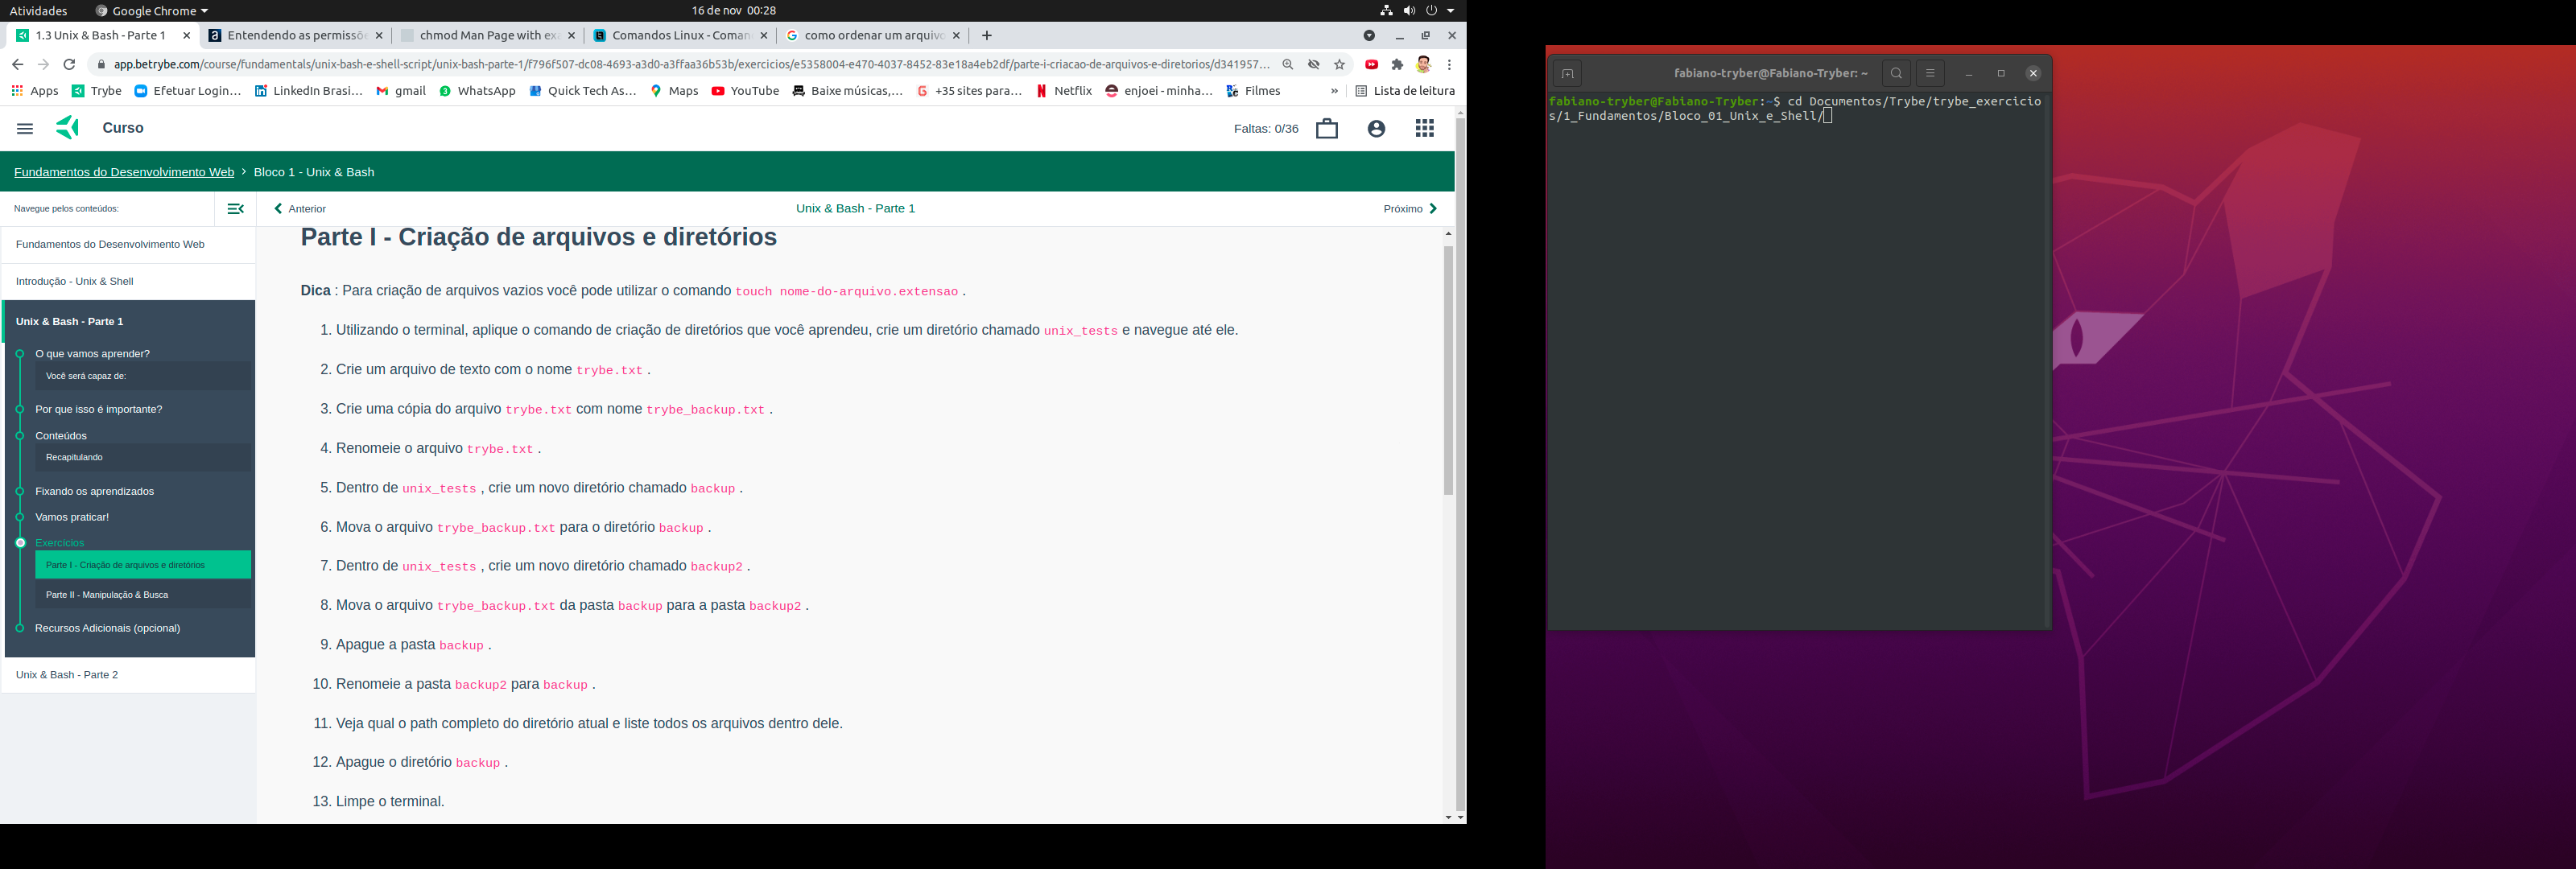 Atividades
Google Chrome
16 de nov 00:28
1.3 Unix & Bash - Parte 1
Entendendo as permissõe
chmod Man Page with exa
Comandos Linux - Coman
como ordenar um arquivo
app.betrybe.com/course/fundamentals/unix-bash-e-shell-script/unix-bash-parte-1/f796f507-dc08-4693-a3d0-a3ffaa36b53b/exercicios/e5358004-e470-4037-8452-83e18a4eb2df/parte-i-criacao-de-arquivos-e-diretorios/d341957...
Apps
Trybe
Efetuar Login...
LinkedIn Brasi...
gmail
WhatsApp
Quick Tech As...
Maps
YouTube
Baixe músicas,...
+35 sites para...
Netflix
enjoei - minha...
Filmes
»
Lista de leitura
Curso
Faltas: 0/36
Fundamentos do Desenvolvimento Web › Bloco 1 - Unix & Bash
Navegue pelos conteúdos:
Anterior
Unix & Bash - Parte 1
Próximo
Fundamentos do Desenvolvimento Web
Introdução - Unix & Shell
Unix & Bash - Parte 1
O que vamos aprender?
Você será capaz de:
Por que isso é importante?
Conteúdos
Recapitulando
Fixando os aprendizados
Vamos praticar!
Exercícios
Parte I - Criação de arquivos e diretórios
Parte II - Manipulação & Busca
Recursos Adicionais (opcional)
Unix & Bash - Parte 2
Parte I - Criação de arquivos e diretórios
Dica : Para criação de arquivos vazios você pode utilizar o comando touch nome-do-arquivo.extensao .
1. Utilizando o terminal, aplique o comando de criação de diretórios que você aprendeu, crie um diretório chamado unix_tests e navegue até ele.
2. Crie um arquivo de texto com o nome trybe.txt .
3. Crie uma cópia do arquivo trybe.txt com nome trybe_backup.txt .
4. Renomeie o arquivo trybe.txt .
5. Dentro de unix_tests , crie um novo diretório chamado backup .
6. Mova o arquivo trybe_backup.txt para o diretório backup .
7. Dentro de unix_tests , crie um novo diretório chamado backup2 .
8. Mova o arquivo trybe_backup.txt da pasta backup para a pasta backup2 .
9. Apague a pasta backup .
10. Renomeie a pasta backup2 para backup .
11. Veja qual o path completo do diretório atual e liste todos os arquivos dentro dele.
12. Apague o diretório backup .
13. Limpe o terminal.
fabiano-tryber@Fabiano-Tryber: ~
fabiano-tryber@Fabiano-Tryber:~$ cd Documentos/Trybe/trybe_exercicio
s/1_Fundamentos/Bloco_01_Unix_e_Shell/